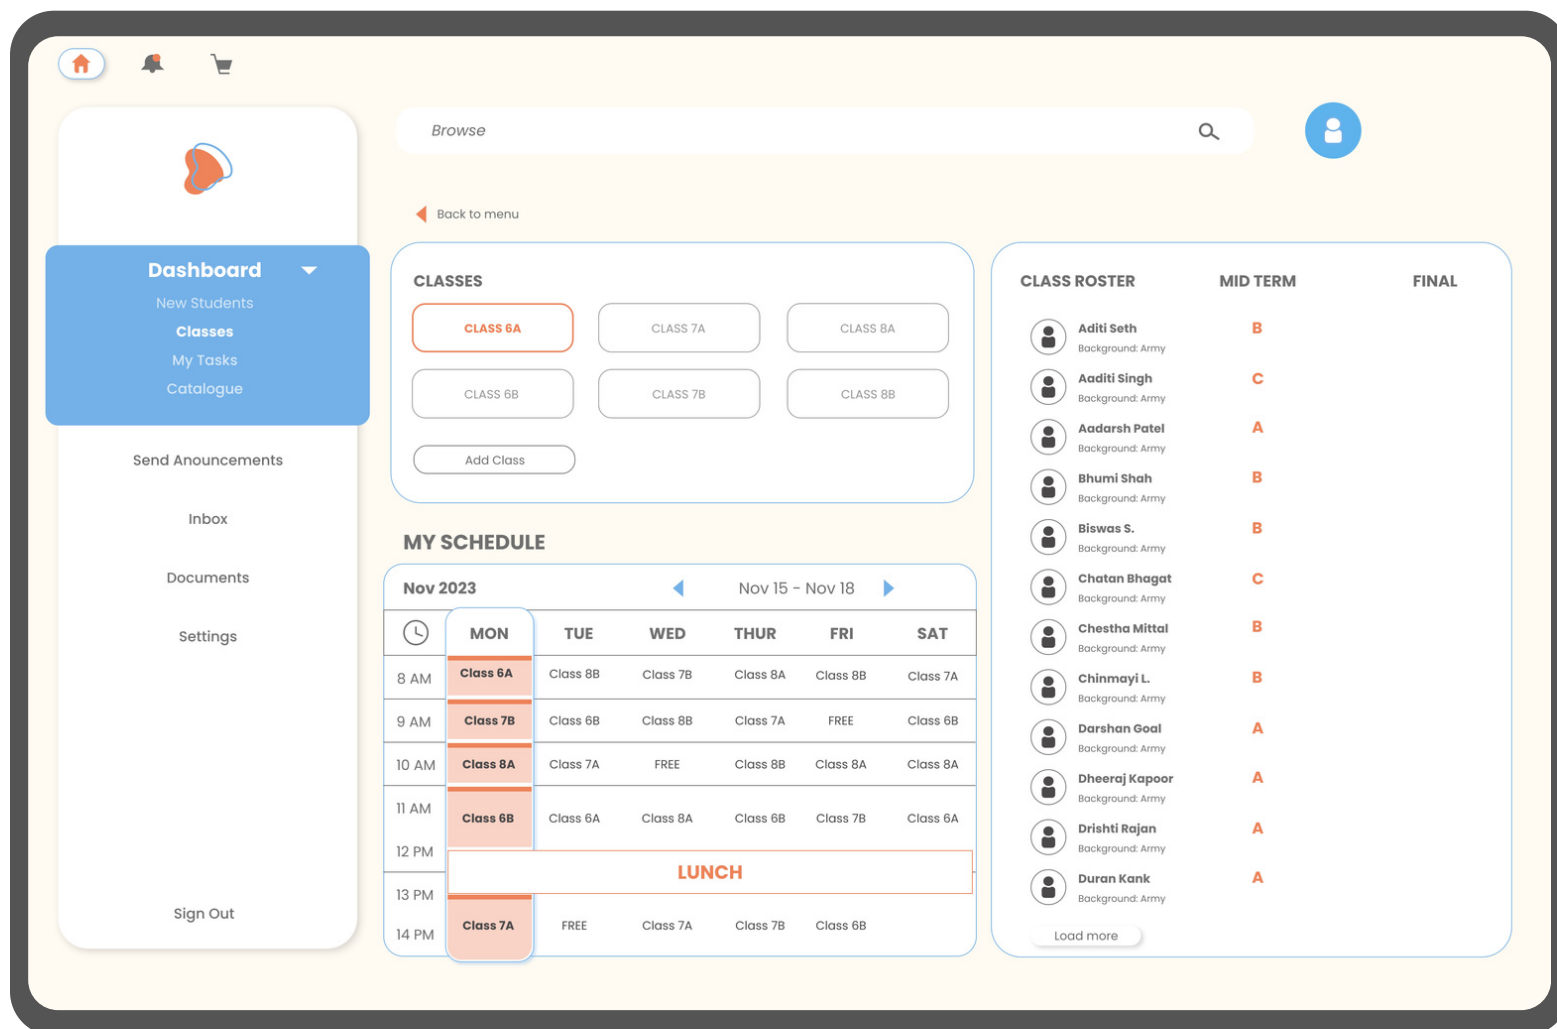 Browse
Back to menu
Dashboard
New Students
Classes
My Tasks
Catalogue
Send Anouncements
Inbox
Documents
Settings
Sign Out
CLASSES
CLASS 6A CLASS 7A CLASS 8A
CLASS 6B CLASS 7B CLASS 8B
Add Class
MY SCHEDULE
Nov 2023 Nov 15 - Nov 18
MON TUE WED THUR FRI SAT
8 AM Class 6A Class 8B Class 7B Class 8A Class 8B Class 7A
9 AM Class 7B Class 6B Class 8B Class 7A FREE Class 6B
10 AM Class 8A Class 7A FREE Class 8B Class 8A Class 8A
11 AM Class 6B Class 6A Class 8A Class 6B Class 7B Class 6A
12 PM
LUNCH
13 PM
14 PM Class 7A FREE Class 7A Class 7B Class 6B
CLASS ROSTER MID TERM FINAL
Aditi Seth B
Background: Army
Aaditi Singh C
Background: Army
Aadarsh Patel A
Background: Army
Bhumi Shah B
Background: Army
Biswas S. B
Background: Army
Chatan Bhagat C
Background: Army
Chestha Mittal B
Background: Army
Chinmayi L. B
Background: Army
Darshan Goal A
Background: Army
Dheeraj Kapoor A
Background: Army
Drishti Rajan A
Background: Army
Duran Kank A
Background: Army
Load more